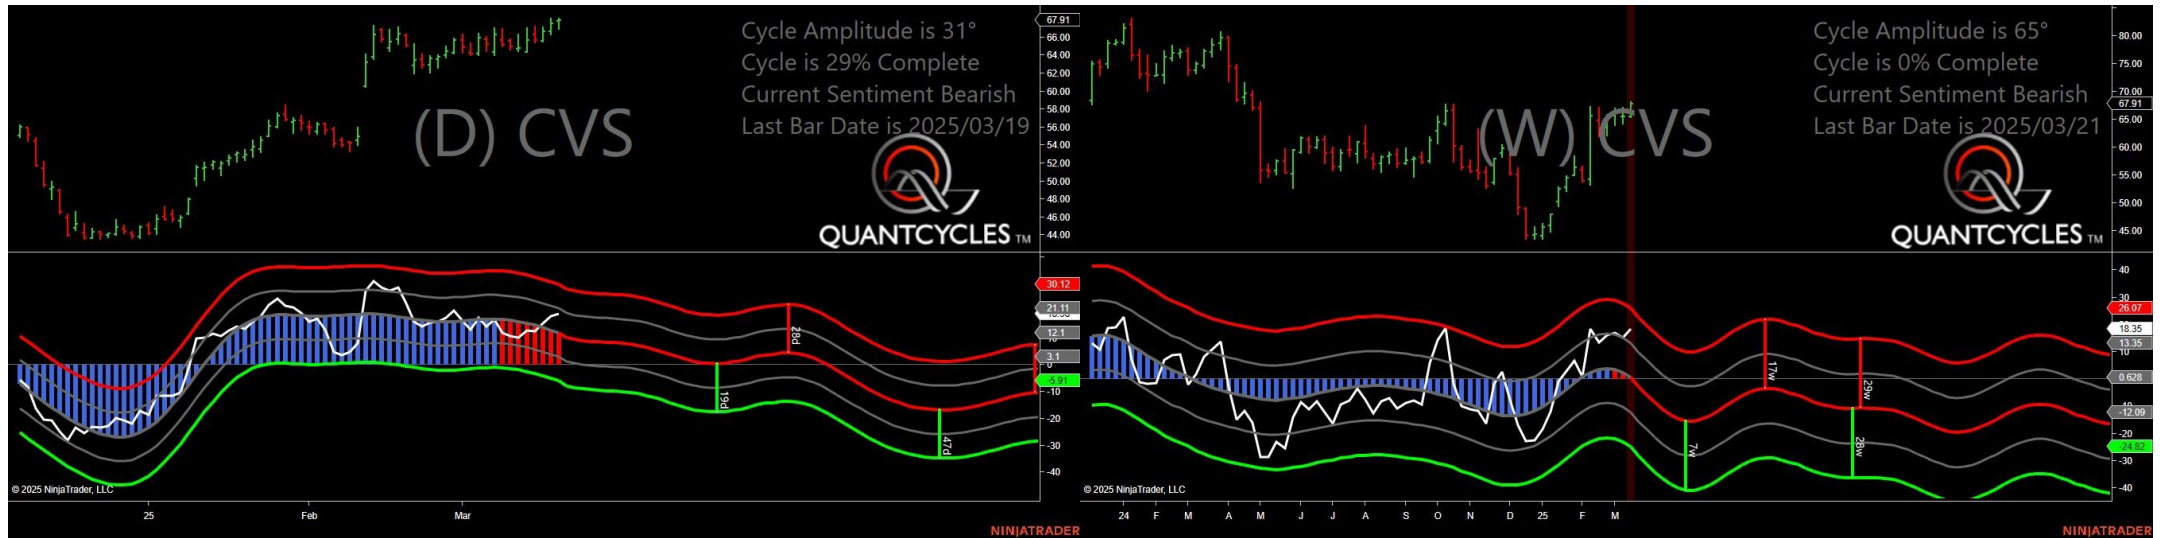 Cycle Amplitude is 31°
Cycle is 29% Complete
Current Sentiment Bearish
Last Bar Date is 2025/03/19
(D) CVS
QUANTCYCLES TM
67.91
66.00
64.00
62.00
60.00
58.00
56.00
54.00
52.00
50.00
48.00
46.00
44.00
30.12
21.11
12.1
3.1
0
-5.91
-10
-20
-30
-40
28d
19d
47d
© 2025 NinjaTrader, LLC
25 Feb Mar
NINJATRADER
Cycle Amplitude is 65°
Cycle is 0% Complete
Current Sentiment Bearish
Last Bar Date is 2025/03/21
(W) CVS
QUANTCYCLES TM
80.00
75.00
70.00
67.91
65.00
60.00
55.00
50.00
45.00
40
30
26.07
18.35
13.35
10
0.628
-12.09
-20
-24.82
-30
-40
17w
29w
7w
28w
© 2025 NinjaTrader, LLC
24 F M A M J J A S O N D 25 F M
NINJATRADER